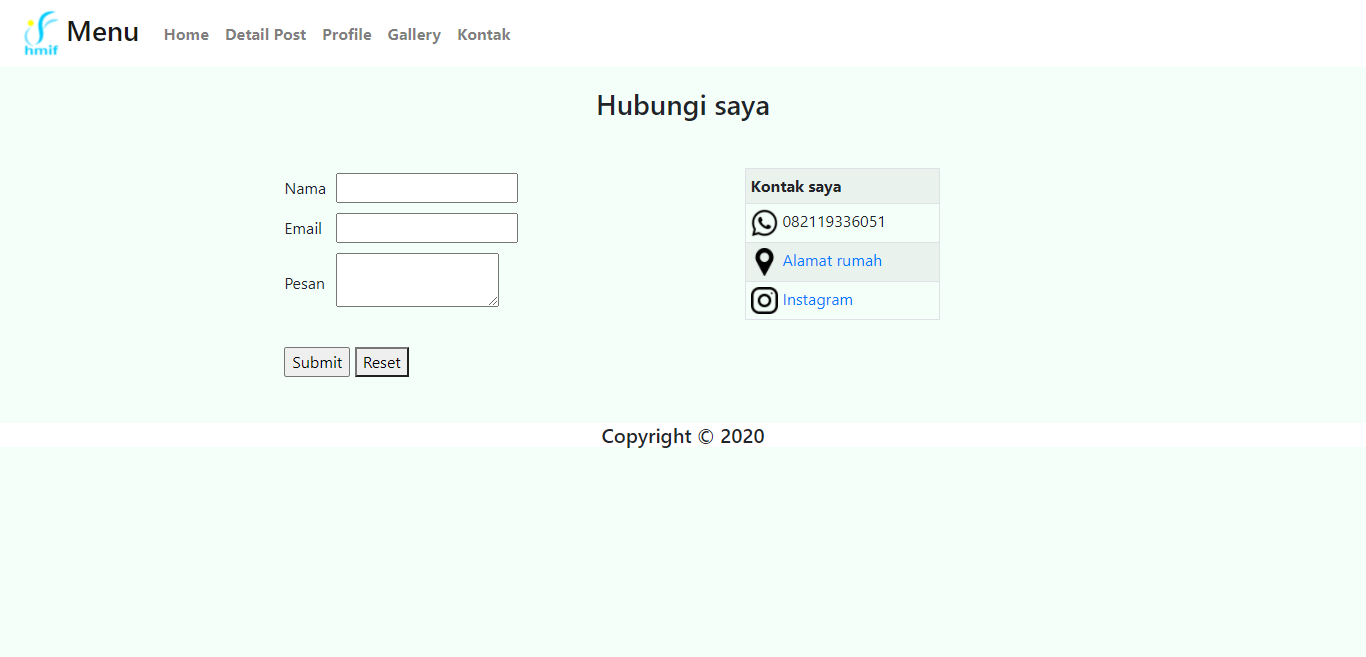 hmif
Menu Home Detail Post Profile Gallery Kontak
Hubungi saya
Nama
Email
Pesan
Submit Reset
Kontak saya
082119336051
Alamat rumah
Instagram
Copyright © 2020